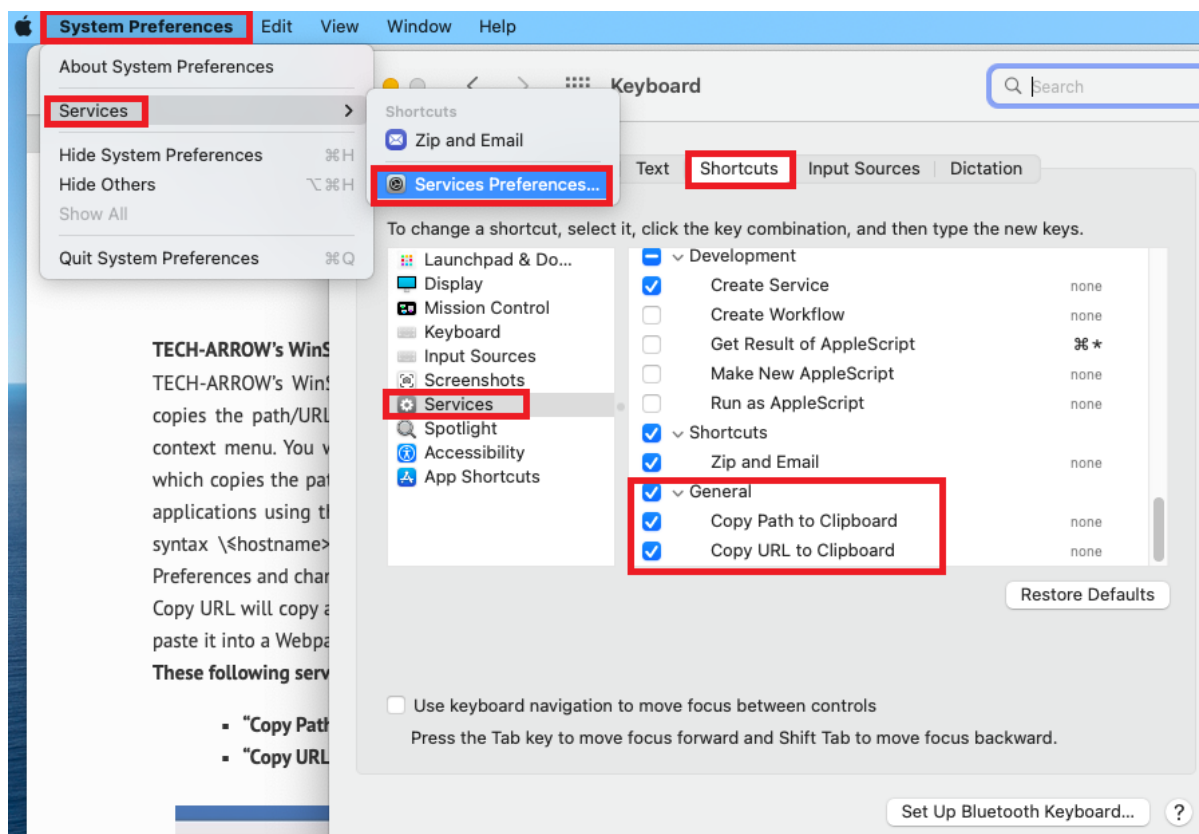 System Preferences Edit View Window Help
About System Preferences
Services
Hide System Preferences ⌘H
Hide Others ⌥⌘H
Show All
Quit System Preferences ⌘Q
Shortcuts
Zip and Email
Services Preferences...
Keyboard
Search
Text Shortcuts Input Sources Dictation
To change a shortcut, select it, click the key combination, and then type the new keys.
Launchpad & Do...
Display
Mission Control
Keyboard
Input Sources
Screenshots
Services
Spotlight
Accessibility
App Shortcuts
Development
Create Service none
Create Workflow none
Get Result of AppleScript ⌘*
Make New AppleScript none
Run as AppleScript none
Shortcuts
Zip and Email none
General
Copy Path to Clipboard none
Copy URL to Clipboard none
Restore Defaults
Use keyboard navigation to move focus between controls
Press the Tab key to move focus forward and Shift Tab to move focus backward.
Set Up Bluetooth Keyboard... ?
TECH-ARROW's WinS
TECH-ARROW's WinS
copies the path/URL
context menu. You
which copies the pat
applications using th
syntax \<hostname>
Preferences and char
Copy URL will copy a
paste it into a Webpa
These following serv
▪ “Copy Path
▪ “Copy URL